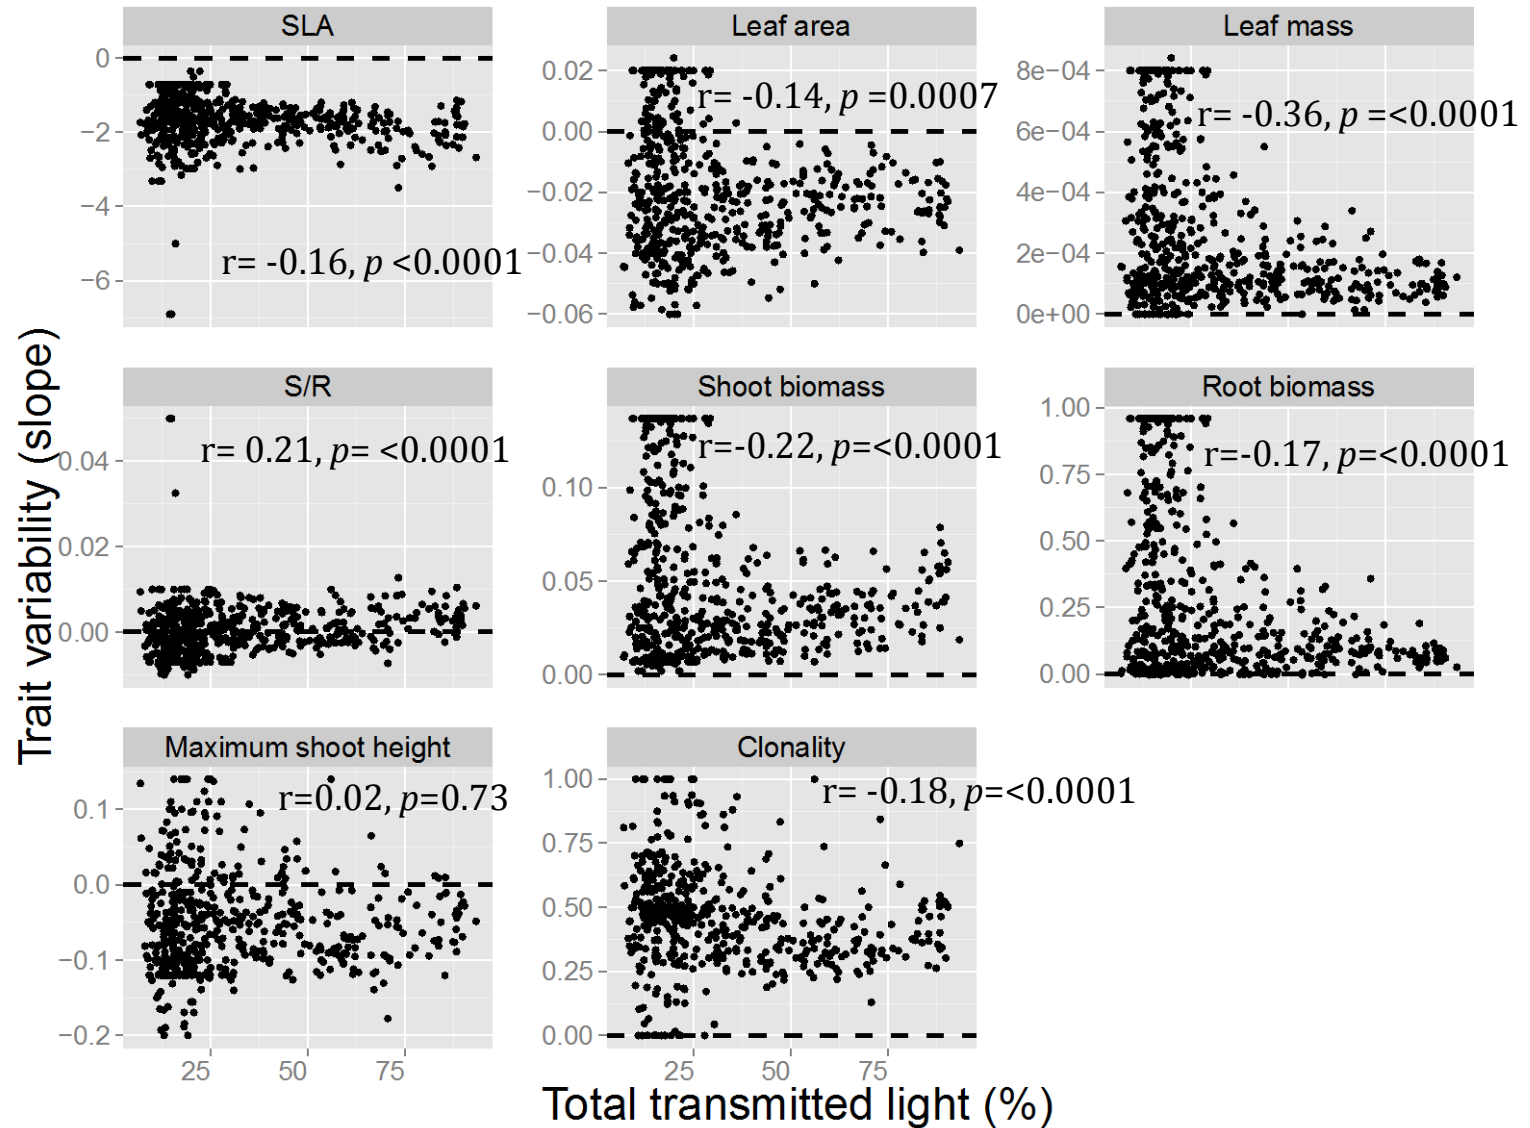 SLA
Leaf area
Leaf mass
0
−2
−4
−6
r= -0.16, p <0.0001
0.02
0.00
−0.02
−0.04
−0.06
r= -0.14, p =0.0007
8e−04
6e−04
4e−04
2e−04
0e+00
r= -0.36, p =<0.0001
Trait variability (slope)
S/R
Shoot biomass
Root biomass
0.04
0.02
0.00
r= 0.21, p= <0.0001
0.10
0.05
0.00
r=-0.22, p=<0.0001
1.00
0.75
0.50
0.25
0.00
r=-0.17, p=<0.0001
Maximum shoot height
Clonality
0.1
0.0
−0.1
−0.2
r=0.02, p=0.73
1.00
0.75
0.50
0.25
0.00
r= -0.18, p=<0.0001
25 50 75
25 50 75
Total transmitted light (%)